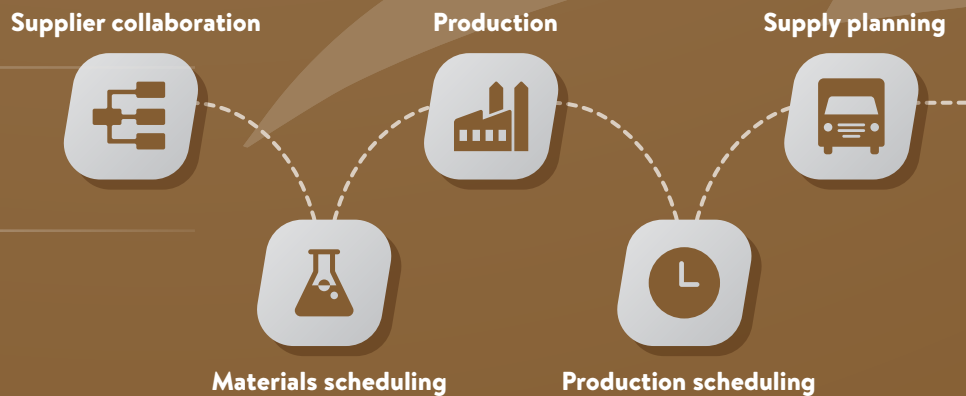 Supplier collaboration
Production
Supply planning
Materials scheduling
Production scheduling